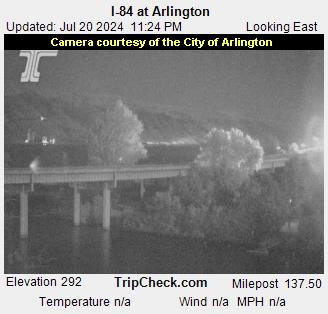 I-84 at Arlington
Updated: Jul 20 2024 11:24 PM Looking East
Camera courtesy of the City of Arlington
Elevation 292 TripCheck.com Milepost 137.50
Temperature n/a Wind n/a MPH n/a